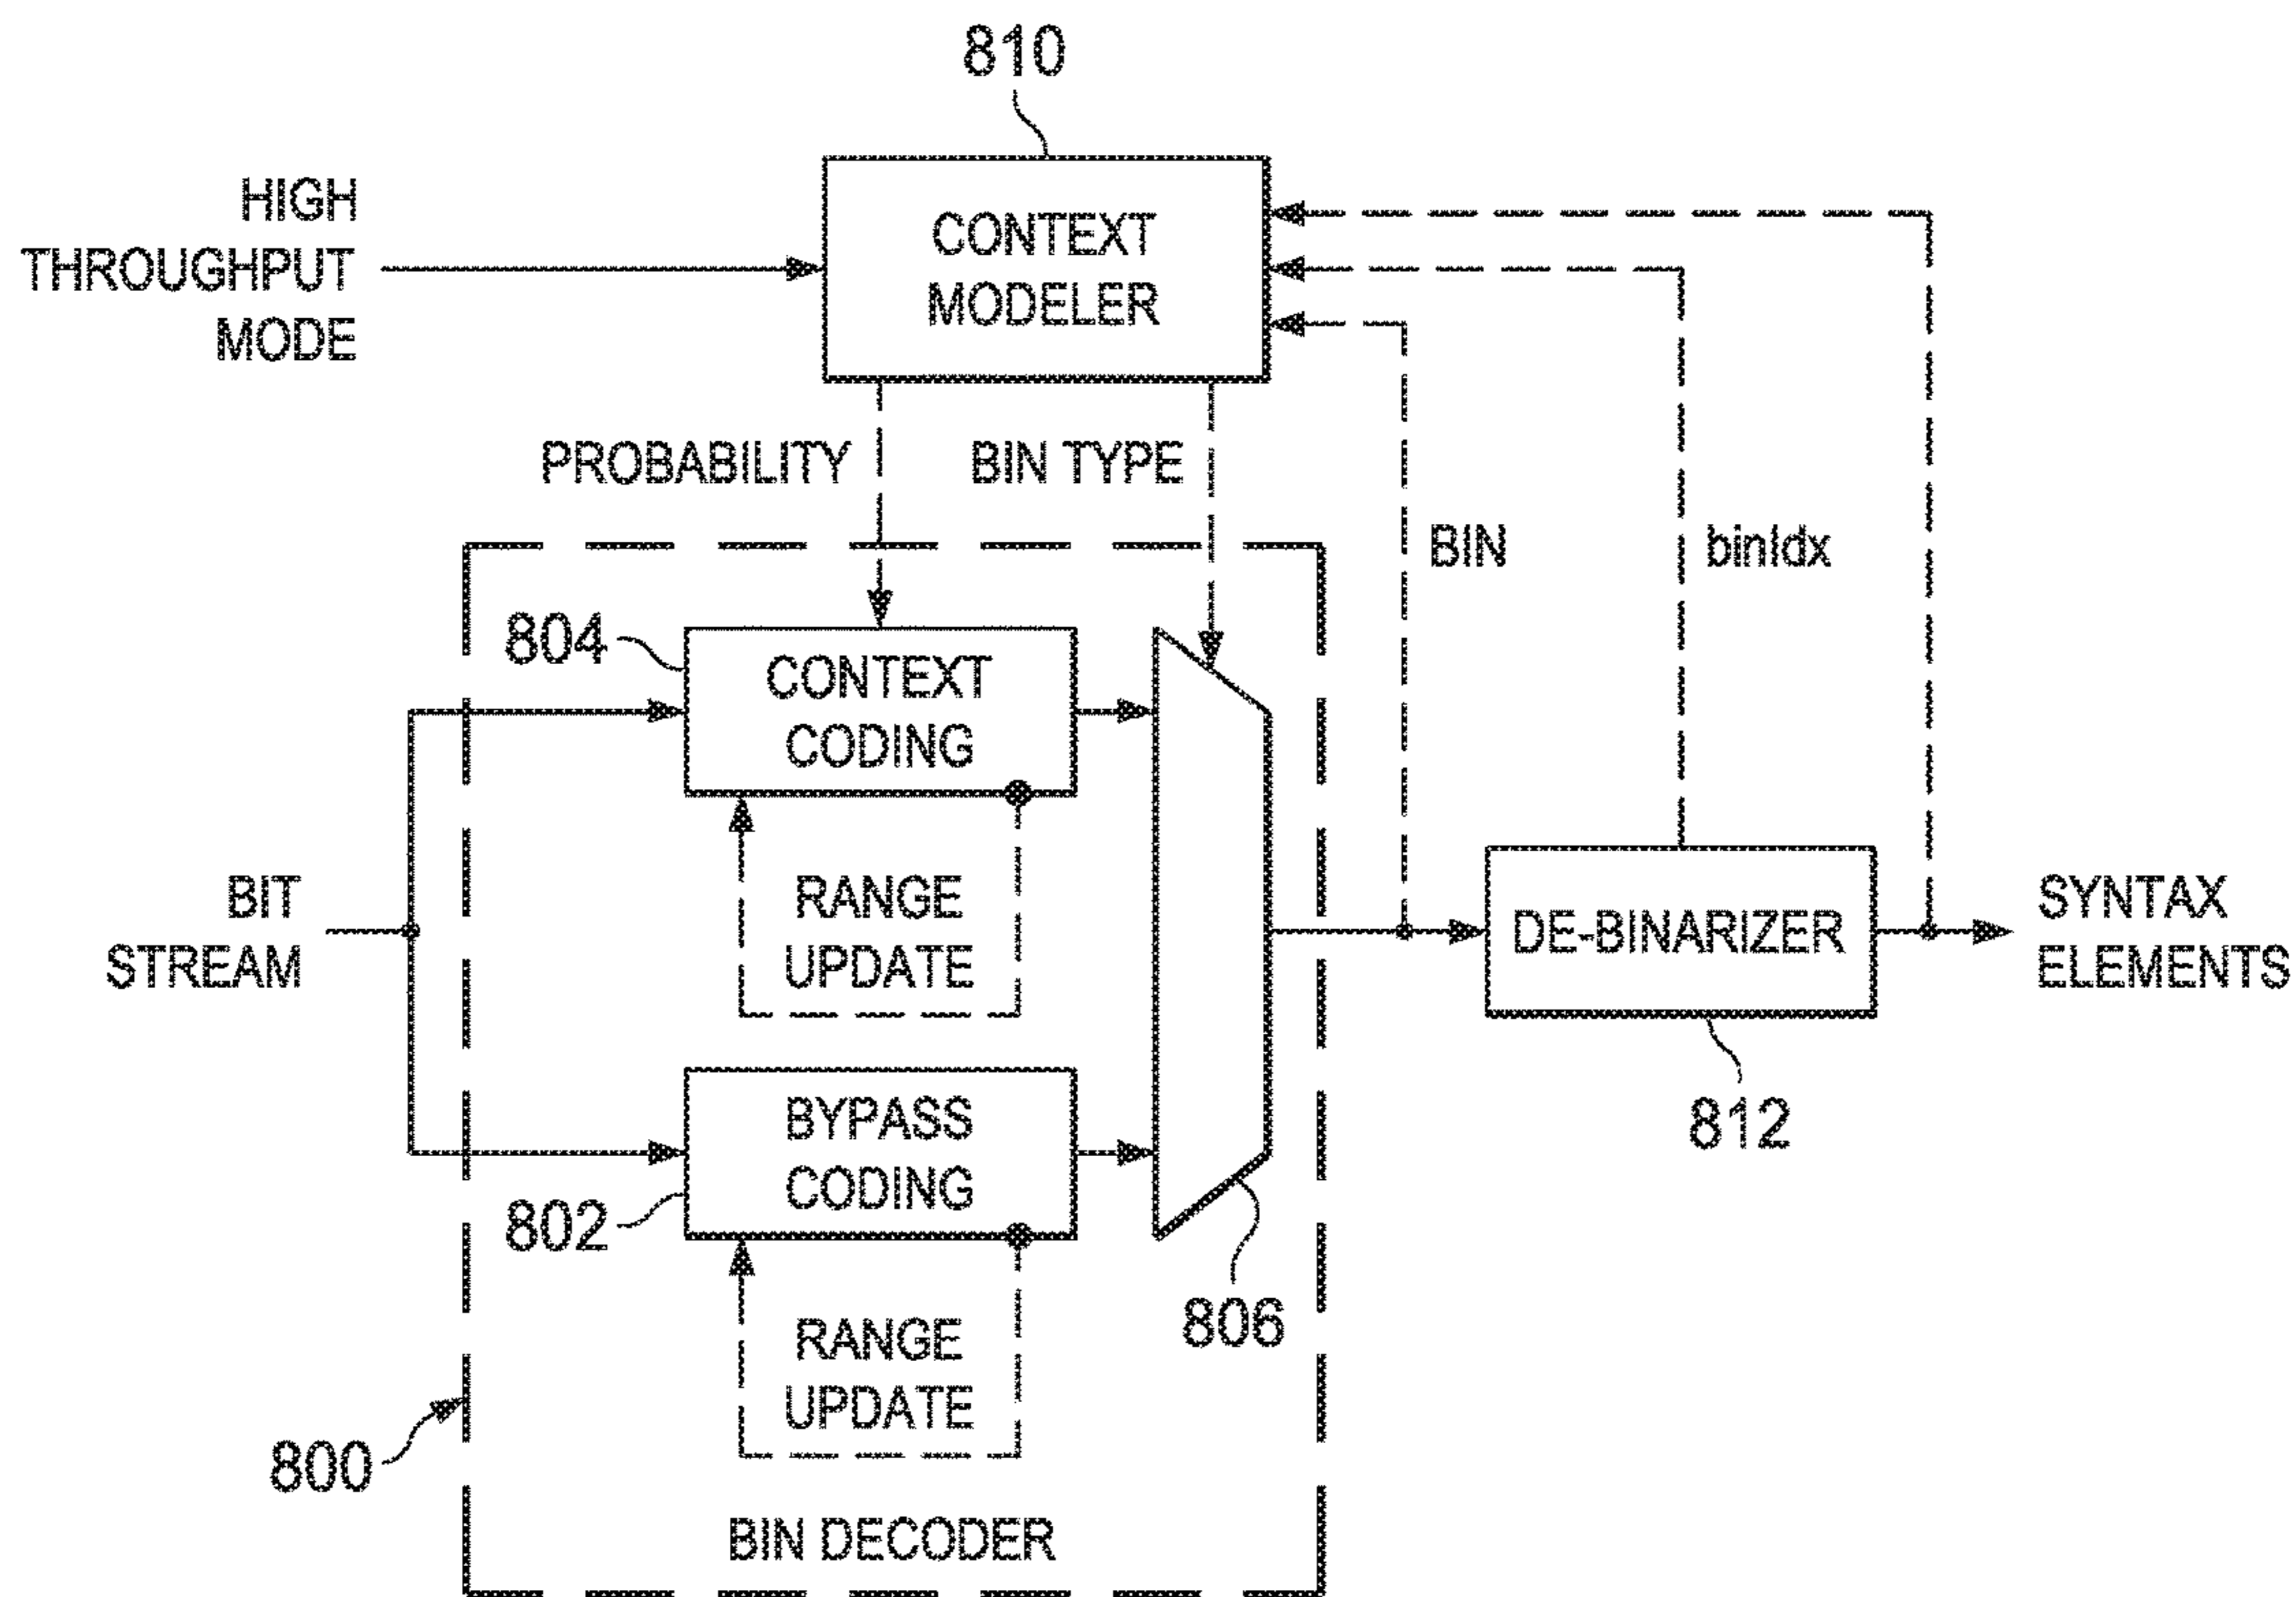 810
HIGH
THROUGHPUT
MODE
CONTEXT
MODELER
PROBABILITY
BIN TYPE
BIN
binIdx
804
CONTEXT
CODING
RANGE
UPDATE
BIT
STREAM
DE-BINARIZER
SYNTAX
ELEMENTS
812
BYPASS
CODING
802
806
RANGE
UPDATE
800
BIN DECODER